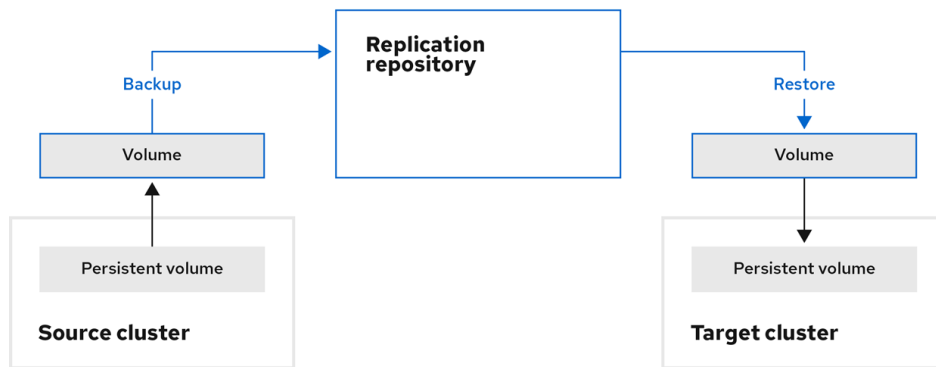 Replication
repository
Backup
Restore
Volume
Volume
Persistent volume
Persistent volume
Source cluster
Target cluster